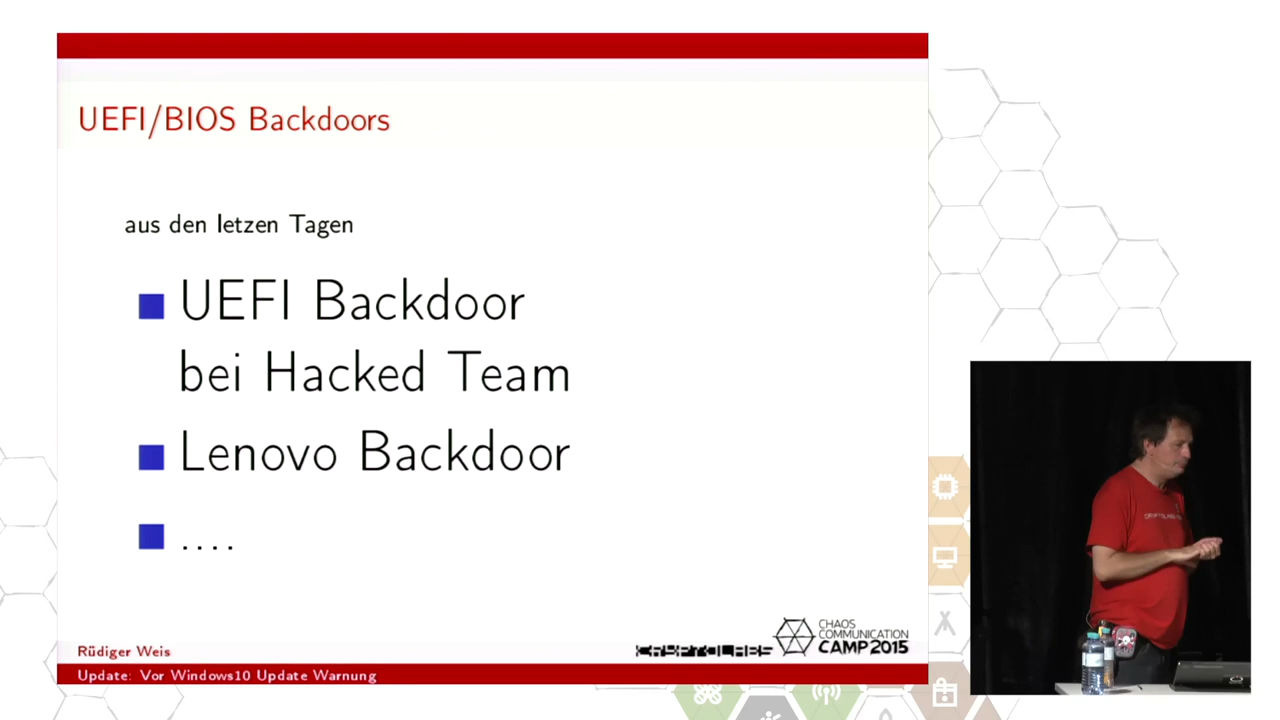 UEFI/BIOS Backdoors
aus den letzen Tagen
UEFI Backdoor
bei Hacked Team
Lenovo Backdoor
....
Rüdiger Weis
CRYPTOLABS
CHAOS
COMMUNICATION
CAMP 2015
Update: Vor Windows10 Update Warnung